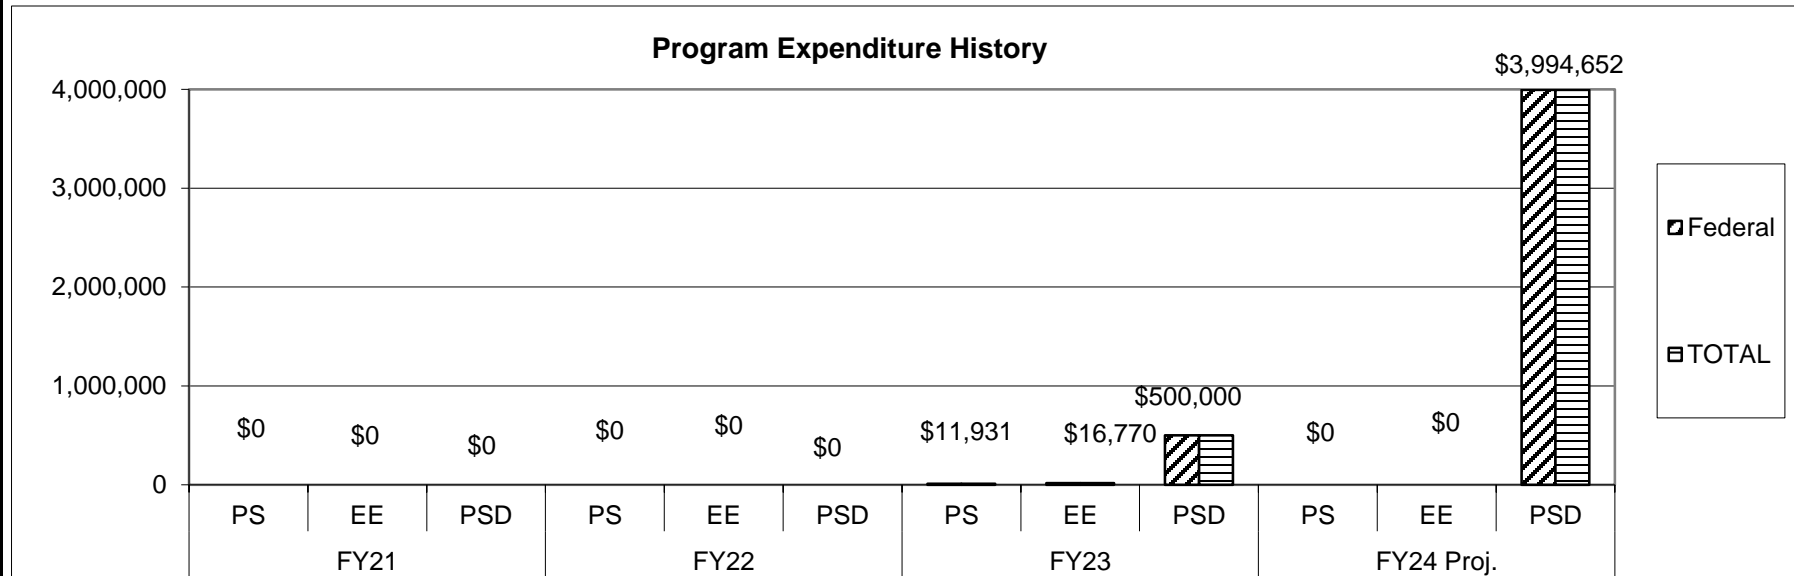 Program Expenditure History
$3,994,652
4,000,000
3,000,000
2,000,000
1,000,000
0
$0 $0 $0 $0 $0 $0 $11,931 $16,770 $500,000 $0 $0
PS EE PSD PS EE PSD PS EE PSD PS EE PSD
FY21 FY22 FY23 FY24 Proj.
Federal
TOTAL